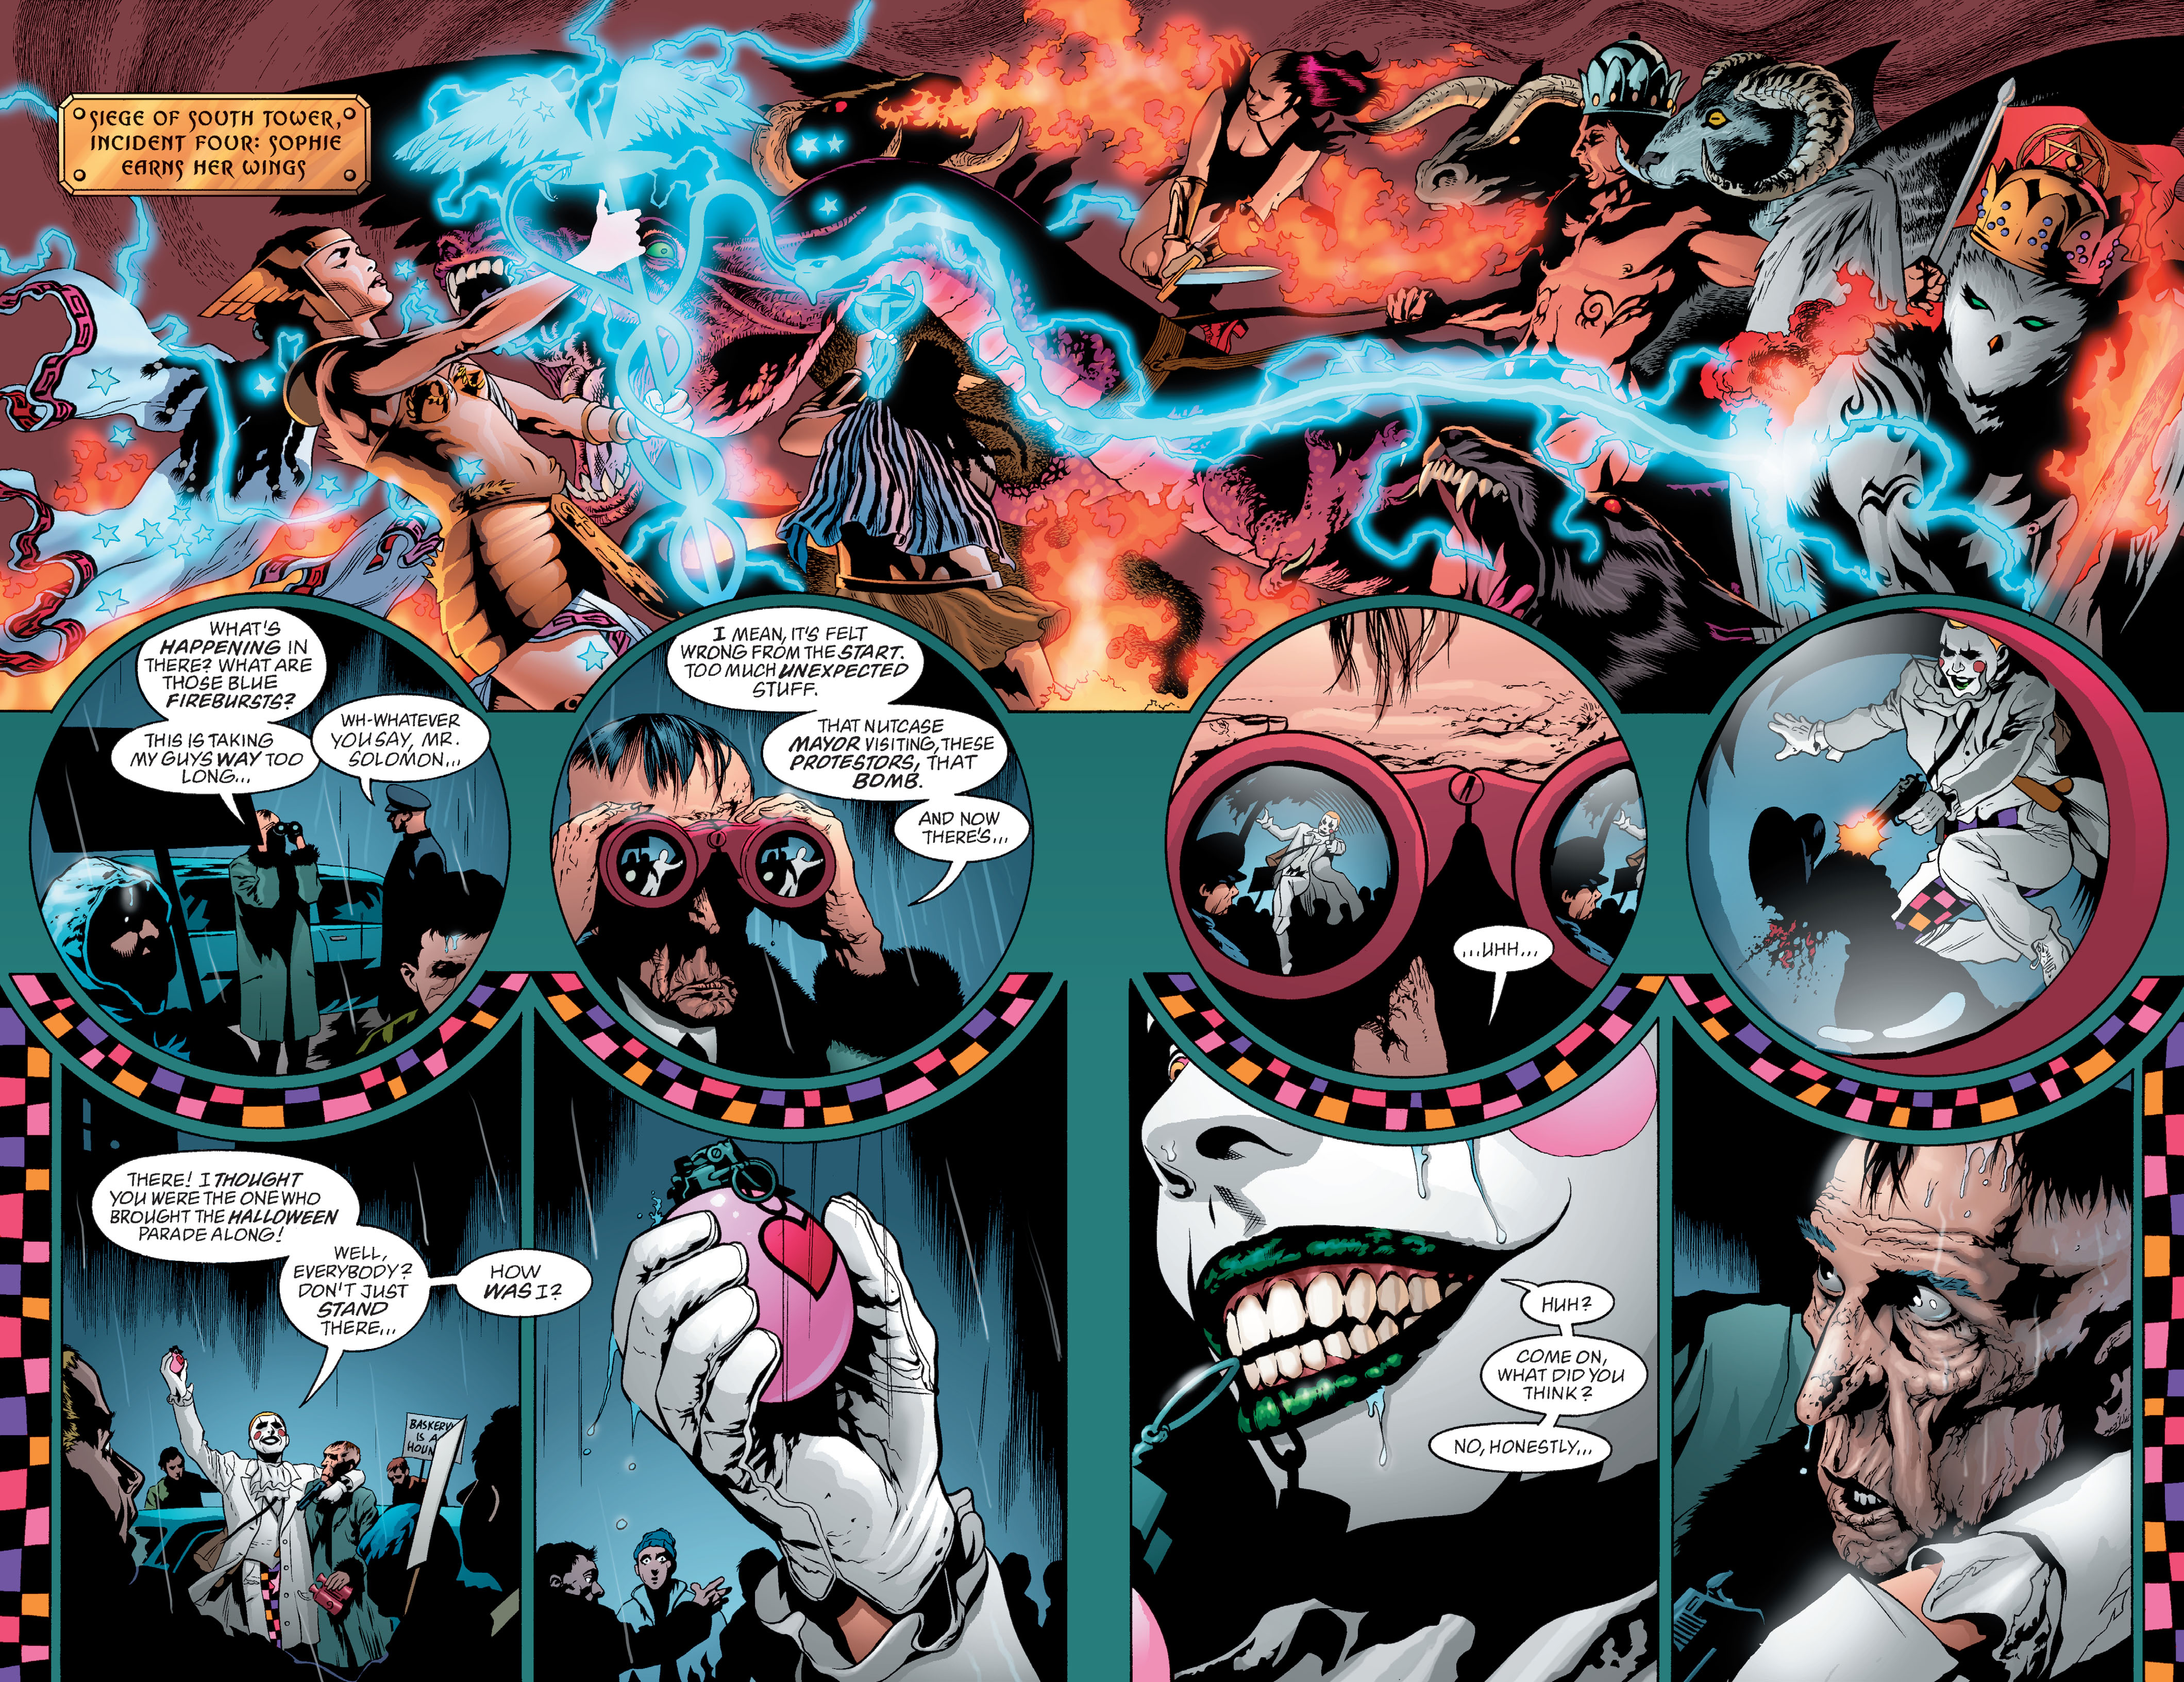 SIEGE OF SOUTH TOWER,
INCIDENT FOUR: SOPHIE
EARNS HER WINGS
WHAT'S
HAPPENING IN
THERE? WHAT ARE
THOSE BLUE
FIREBURSTS?
THIS IS TAKING
MY GUYS WAY TOO
LONG...
WH-WHATEVER
YOU SAY, MR.
SOLOMON...
I MEAN, IT'S FELT
WRONG FROM THE START.
TOO MUCH UNEXPECTED
STUFF.
THAT NUTCASE
MAYOR VISITING, THESE
PROTESTORS, THAT
BOMB.
AND NOW
THERE'S...
...UHH...
THERE! I THOUGHT
YOU WERE THE ONE WHO
BROUGHT THE HALLOWEEN
PARADE ALONG!
WELL,
EVERYBODY?
DON'T JUST
STAND
THERE...
HOW
WAS I?
BASKERV
IS A
HOUN
HUH?
COME ON,
WHAT DID YOU
THINK?
NO, HONESTLY...